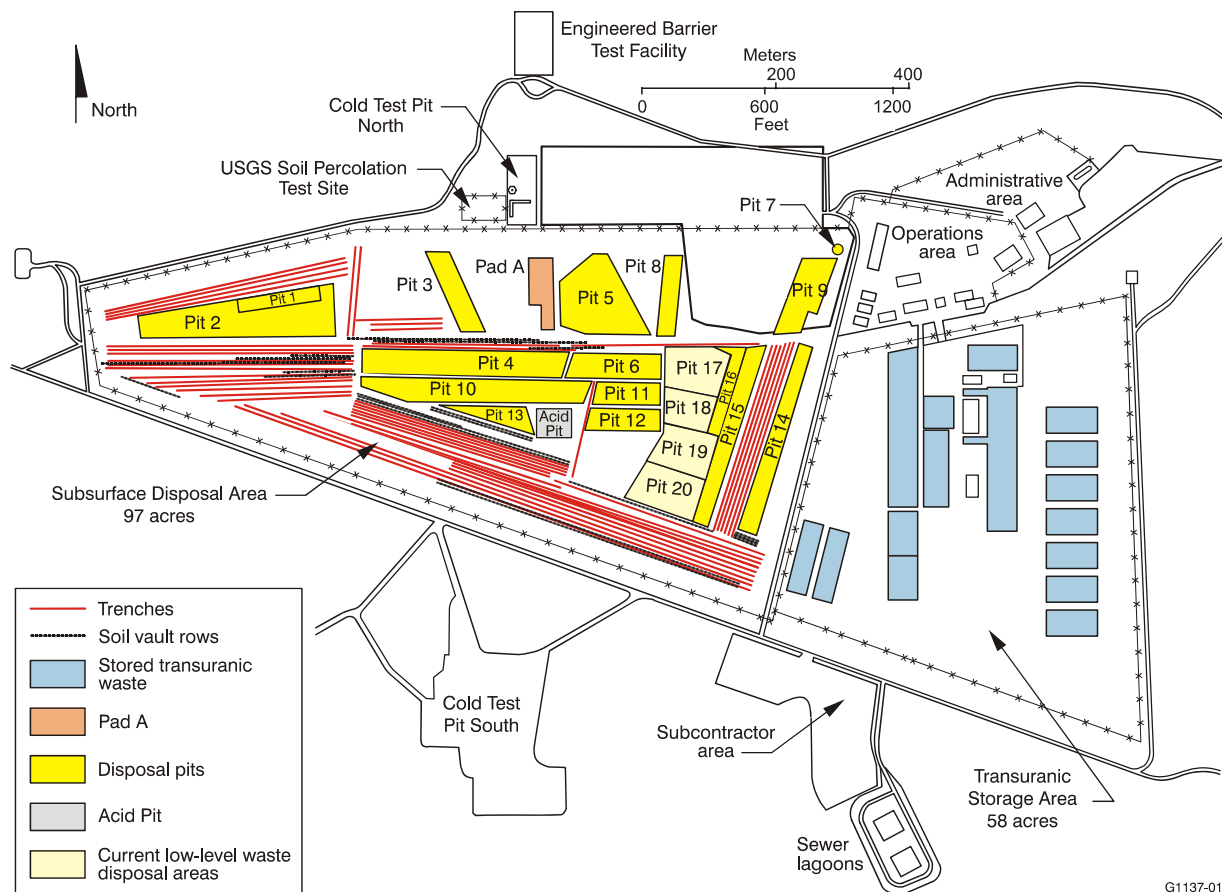 Engineered Barrier
Test Facility
Meters
200
400
0
600
1200
Feet
North
Cold Test Pit
North
USGS Soil Percolation
Test Site
Administrative
area
Pit 7
Operations
area
Pit 3
Pad A
Pit 5
Pit 8
Pit 9
Pit 1
Pit 2
Pit 4
Pit 6
Pit 17
Pit 16
Pit 10
Pit 11
Pit 18
Pit 15
Pit 14
Pit 13
Acid
Pit
Pit 12
Pit 19
Pit 20
Subsurface Disposal Area
97 acres
Trenches
Soil vault rows
Stored transuranic
waste
Pad A
Disposal pits
Acid Pit
Current low-level waste
disposal areas
Cold Test
Pit South
Subcontractor
area
Transuranic
Storage Area
58 acres
Sewer
lagoons
G1137-01